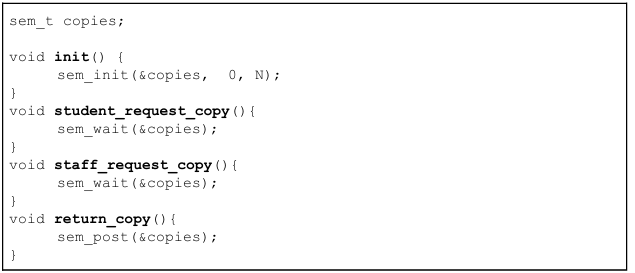 sem_t copies;

void init() {
      sem_init(&copies,  0, N);
}
void student_request_copy(){
      sem_wait(&copies);
}
void staff_request_copy(){
      sem_wait(&copies);
}
void return_copy(){
      sem_post(&copies);
}